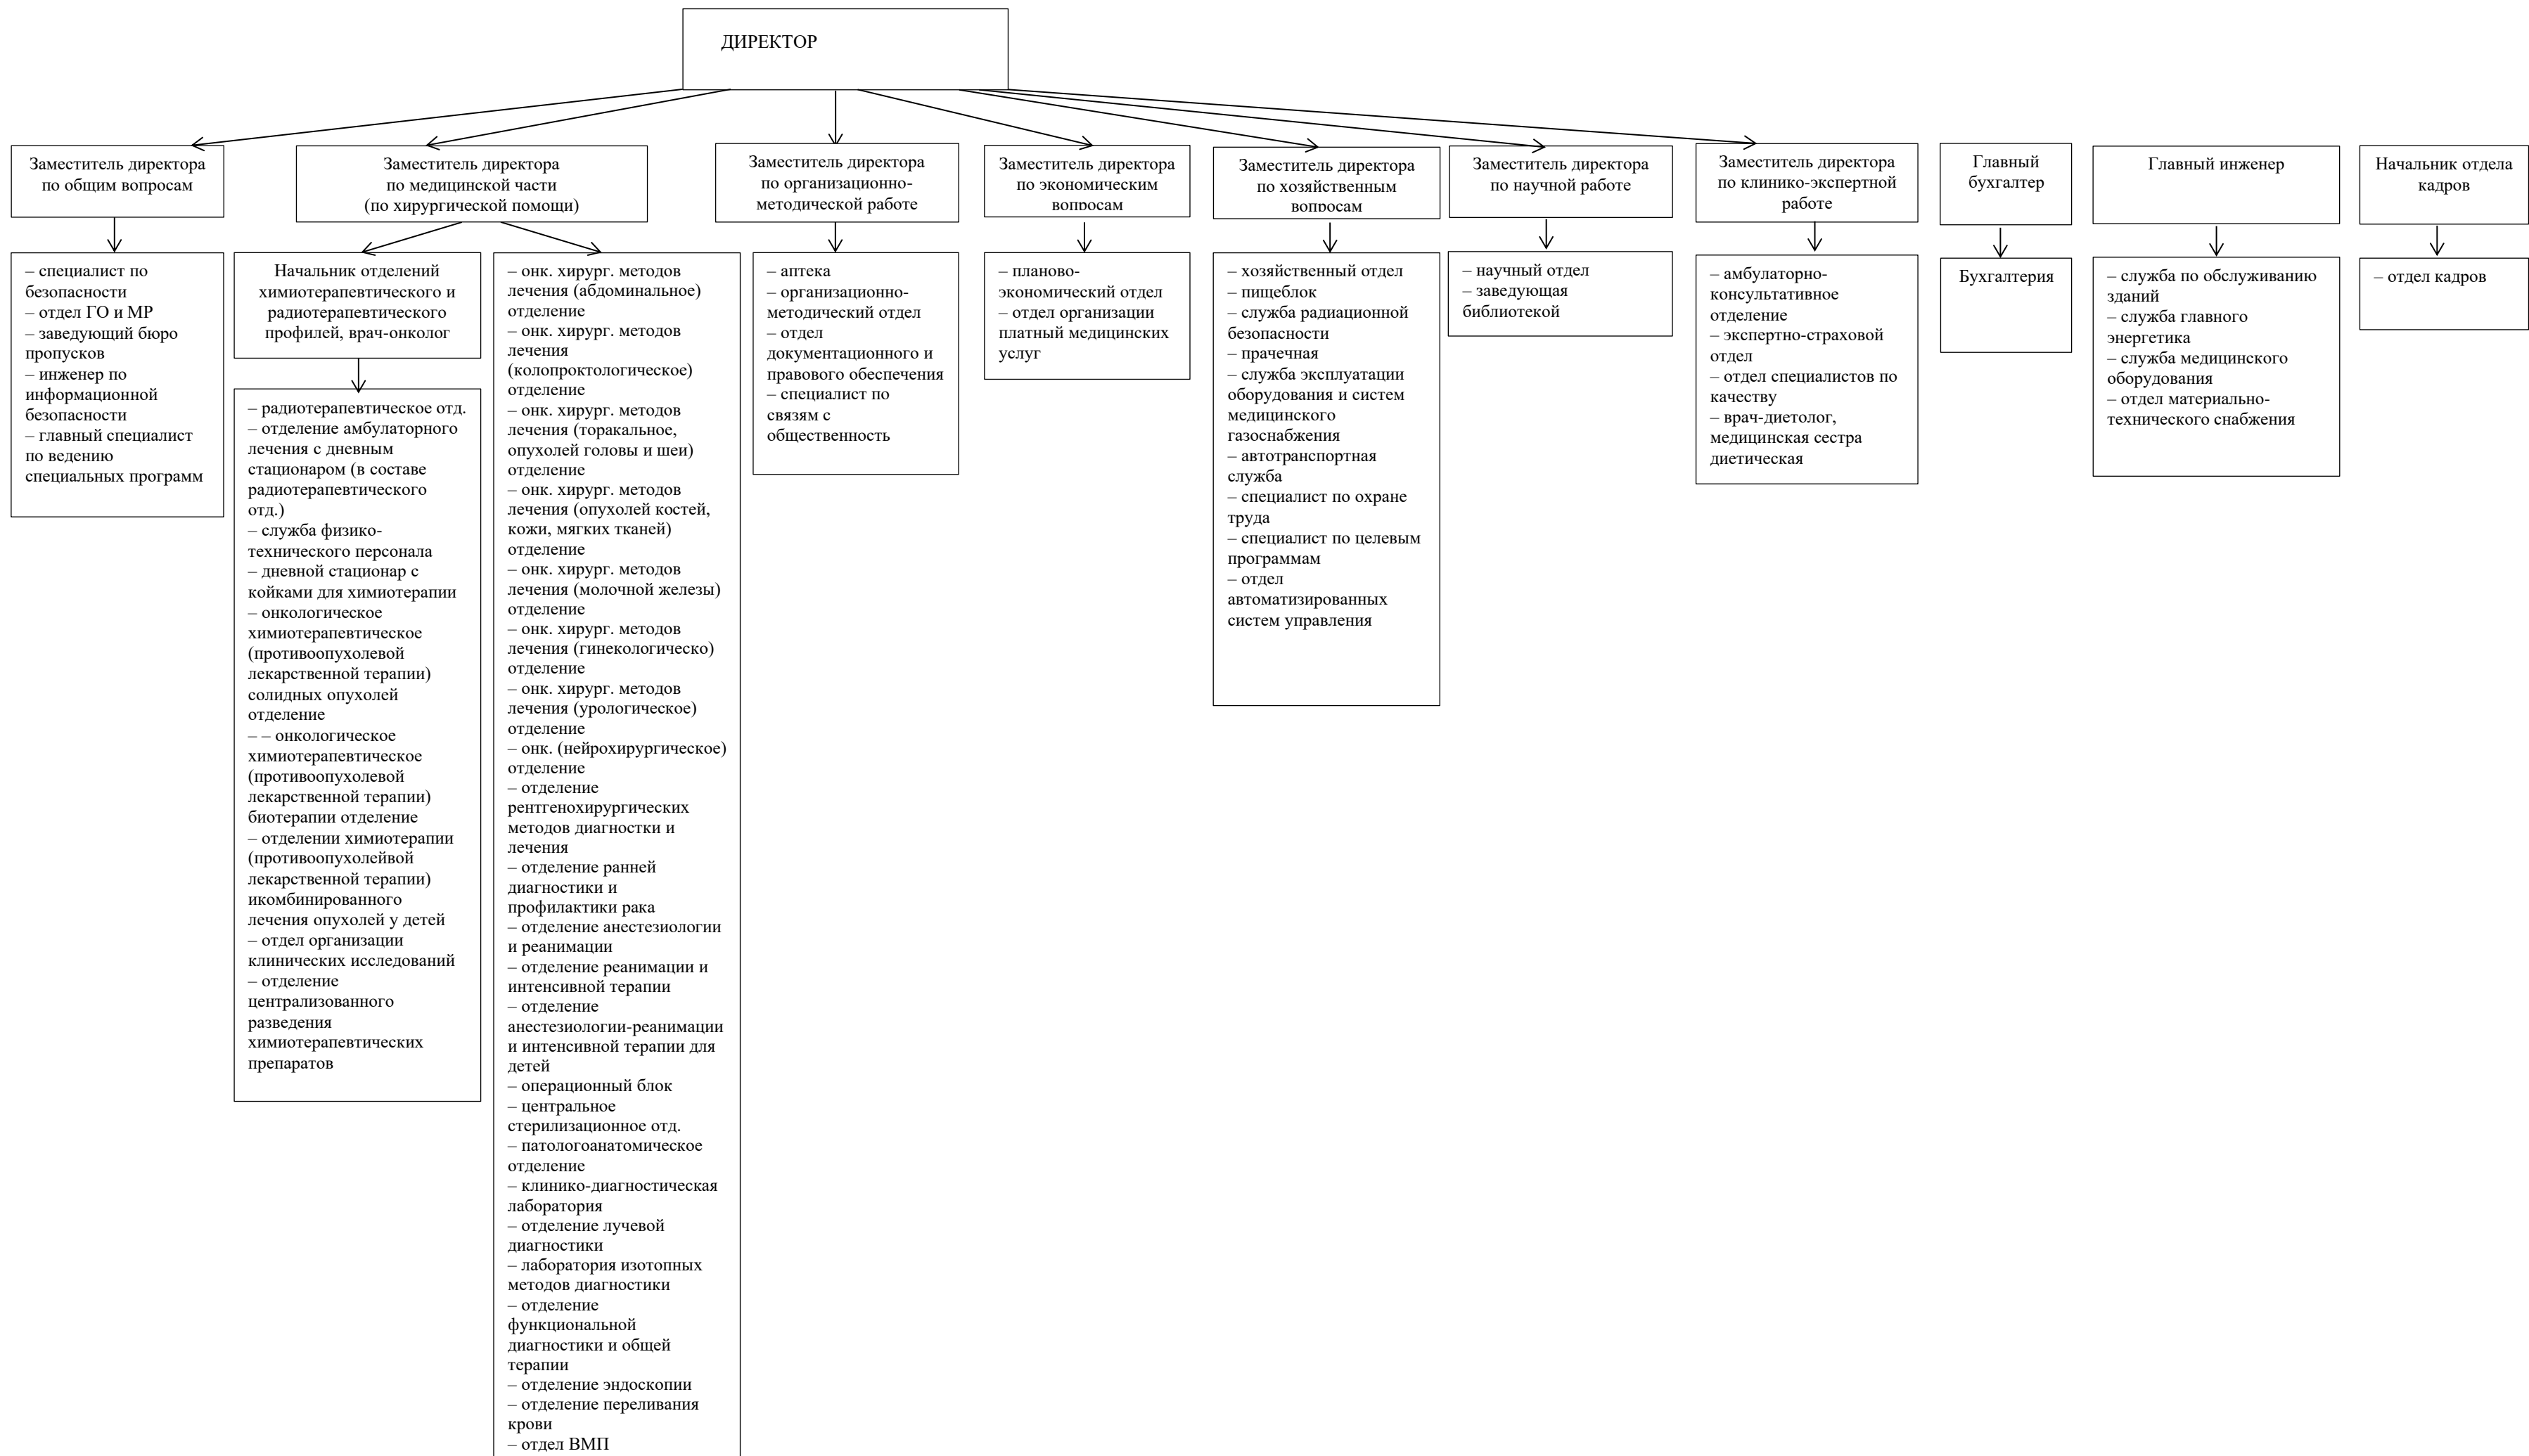 ДИРЕКТОР
Заместитель директора
по общим вопросам
Заместитель директора
по медицинской части
(по хирургической помощи)
Заместитель директора
по организационно-
методической работе
Заместитель директора
по экономическим
вопросам
Заместитель директора
по хозяйственным
вопросам
Заместитель директора
по научной работе
Заместитель директора
по клинико-экспертной
работе
Главный
бухгалтер
Главный инженер
Начальник отдела
кадров
– специалист по
безопасности
– отдел ГО и МР
– заведующий бюро
пропусков
– инженер по
информационной
безопасности
– главный специалист
по ведению
специальных программ
Начальник отделений
химиотерапевтического и
радиотерапевтического
профилей, врач-онколог
– радиотерапевтическое отд.
– отделение амбулаторного
лечения с дневным
стационаром (в составе
радиотерапевтического
отд.)
– служба физико-
технического персонала
– дневной стационар с
койками для химиотерапии
– онкологическое
химиотерапевтическое
(противоопухолевой
лекарственной терапии)
солидных опухолей
отделение
– – онкологическое
химиотерапевтическое
(противоопухолевой
лекарственной терапии)
биотерапии отделение
– отделении химиотерапии
(противоопухолейвой
лекарственной терапии)
икомбинированного
лечения опухолей у детей
– отдел организации
клинических исследований
– отделение
централизованного
разведения
химиотерапевтических
препаратов
– онк. хирург. методов
лечения (абдоминальное)
отделение
– онк. хирург. методов
лечения
(колопроктологическое)
отделение
– онк. хирург. методов
лечения (торакальное,
опухолей головы и шеи)
отделение
– онк. хирург. методов
лечения (опухолей костей,
кожи, мягких тканей)
отделение
– онк. хирург. методов
лечения (молочной железы)
отделение
– онк. хирург. методов
лечения (гинекологическо)
отделение
– онк. хирург. методов
лечения (урологическое)
отделение
– онк. (нейрохирургическое)
отделение
– отделение
рентгенохирургических
методов диагностки и
лечения
– отделение ранней
диагностики и
профилактики рака
– отделение анестезиологии
и реанимации
– отделение реанимации и
интенсивной терапии
– отделение
анестезиологии-реанимации
и интенсивной терапии для
детей
– операционный блок
– центральное
стерилизационное отд.
– патологоанатомическое
отделение
– клинико-диагностическая
лаборатория
– отделение лучевой
диагностики
– лаборатория изотопных
методов диагностики
– отделение
функциональной
диагностики и общей
терапии
– отделение эндоскопии
– отделение переливания
крови
– отдел ВМП
– аптека
– организационно-
методический отдел
– отдел
документационного и
правового обеспечения
– специалист по
связям с
общественность
– планово-
экономический отдел
– отдел организации
платный медицинских
услуг
– хозяйственный отдел
– пищеблок
– служба радиационной
безопасности
– прачечная
– служба эксплуатации
оборудования и систем
медицинского
газоснабжения
– автотранспортная
служба
– специалист по охране
труда
– специалист по целевым
программам
– отдел
автоматизированных
систем управления
– научный отдел
– заведующая
библиотекой
– амбулаторно-
консультативное
отделение
– экспертно-страховой
отдел
– отдел специалистов по
качеству
– врач-диетолог,
медицинская сестра
диетическая
Бухгалтерия
– служба по обслуживанию
зданий
– служба главного
энергетика
– служба медицинского
оборудования
– отдел материально-
технического снабжения
– отдел кадров